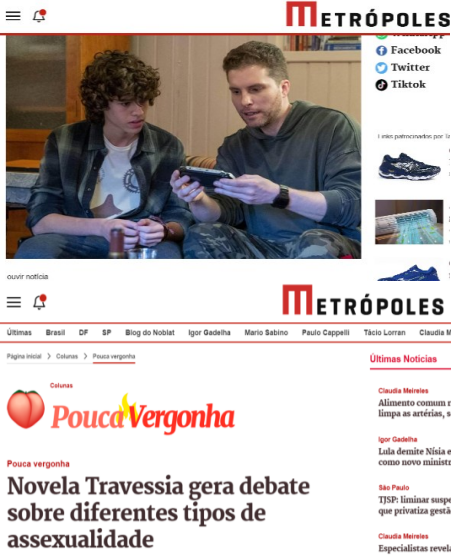 METRÓPOLES
Facebook
Twitter
Tiktok
Links patrocinados por
ouvir notícia
METRÓPOLES
Últimas Brasil DF SP Blog do Noblat Igor Gadelha Mario Sabino Paulo Cappelli Tácio Lorran Claudia
Página inicial > Colunas > Pouca vergonha
Colunas
Pouca Vergonha
Pouca vergonha
Novela Travessia gera debate
sobre diferentes tipos de
assexualidade
Últimas Notícias
Claudia Meireles
Alimento comum
limpa as artérias,
Igor Gadelha
Lula demite Nísia
como novo
São Paulo
TJSP: liminar
que privatiza
Claudia Meireles
Especialistas